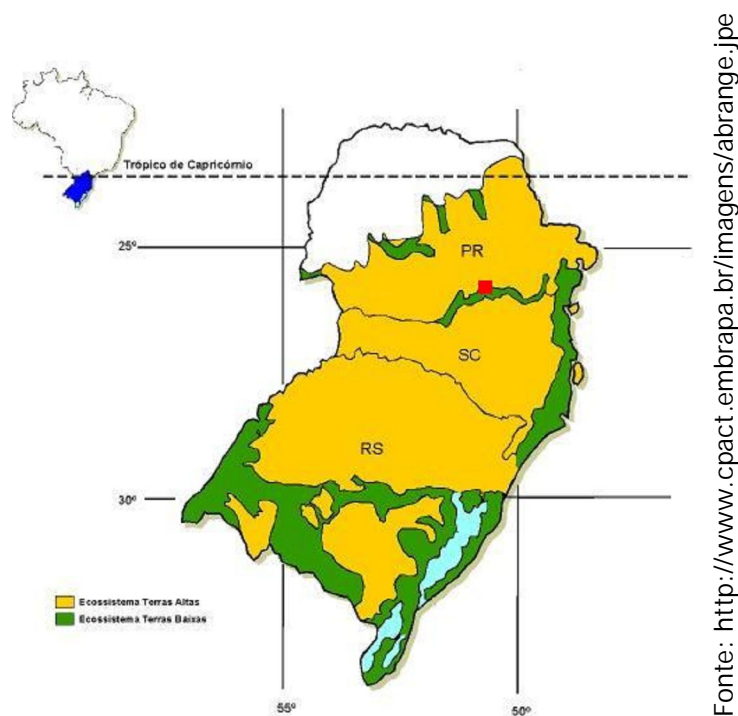 Trópico de Capricórnio
25º
PR
SC
RS
30º
Ecossistema Terras Altas
Ecossistema Terras Baixas
55º
50º
Fonte: http://www.cpact.embrapa.br/imagens/abrange.jpe